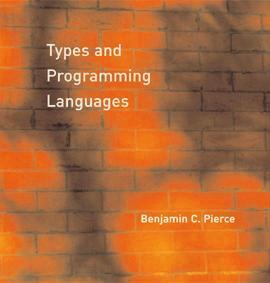 Types and
Programming
Languages
Benjamin C. Pierce